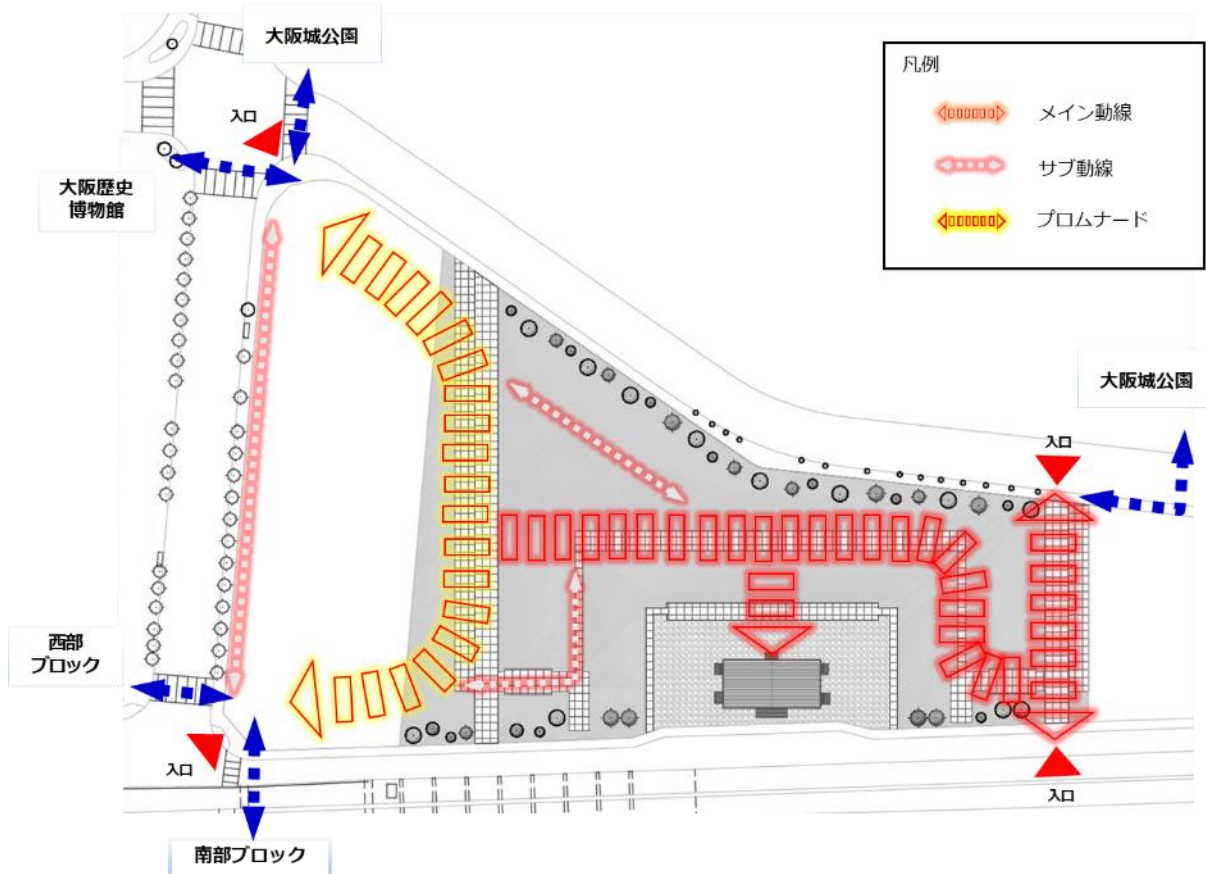 大阪城公園
入口
大阪歴史
博物館
凡例
メイン動線
サブ動線
プロムナード
大阪城公園
入口
西部
ブロック
入口
入口
南部ブロック